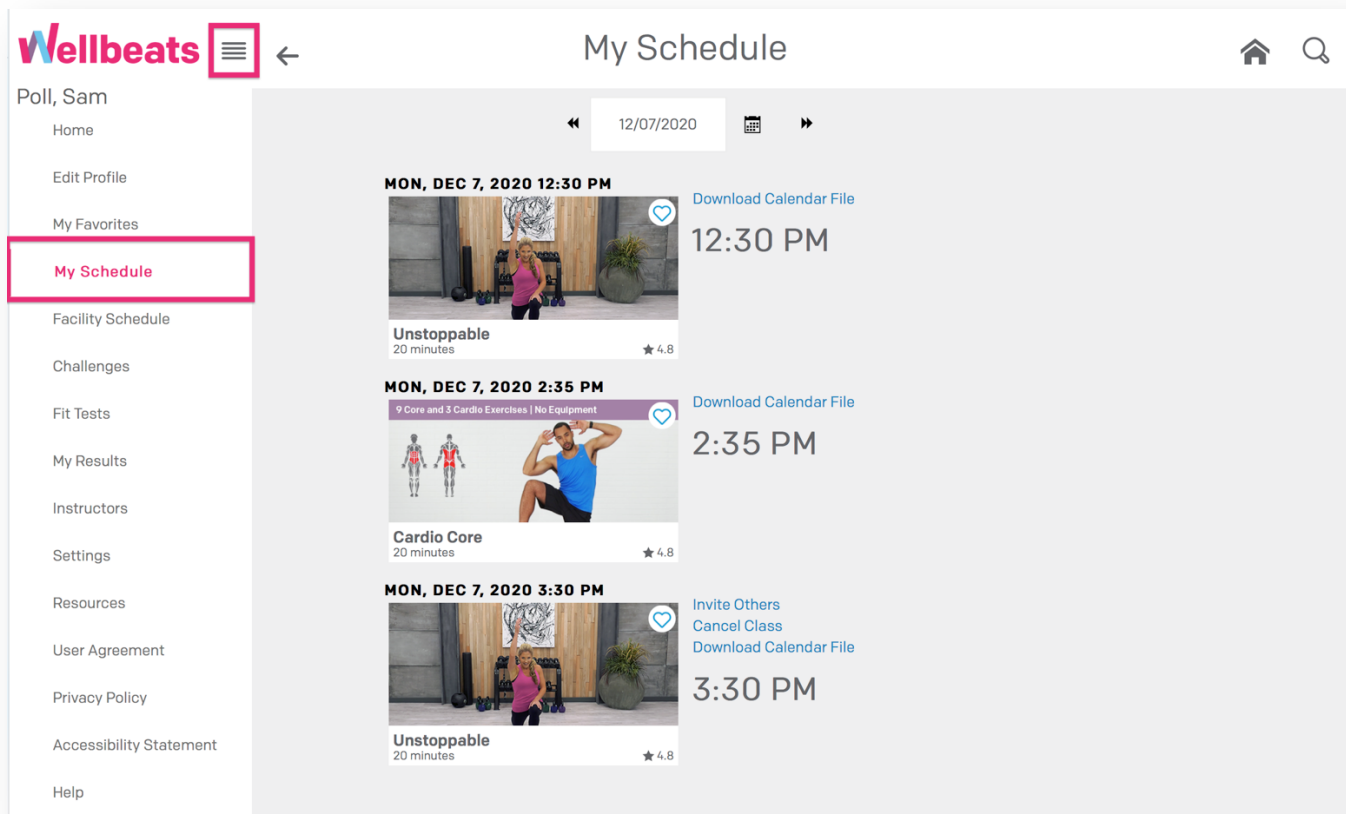 Wellbeats
My Schedule
Poll, Sam
Home
Edit Profile
My Favorites
My Schedule
Facility Schedule
Challenges
Fit Tests
My Results
Instructors
Settings
Resources
User Agreement
Privacy Policy
Accessibility Statement
Help
12/07/2020
MON, DEC 7, 2020 12:30 PM
Download Calendar File
12:30 PM
Unstoppable
20 minutes
4.8
MON, DEC 7, 2020 2:35 PM
9 Core and 3 Cardio Exercises | No Equipment
Download Calendar File
2:35 PM
Cardio Core
20 minutes
4.8
MON, DEC 7, 2020 3:30 PM
Invite Others
Cancel Class
Download Calendar File
3:30 PM
Unstoppable
20 minutes
4.8